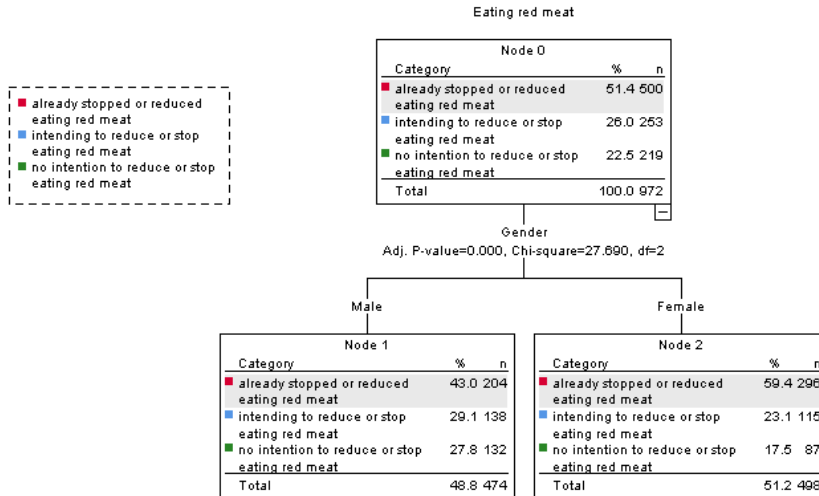 Eating red meat
Node 0
Category % n
already stopped or reduced 51.4 500
eating red meat
intending to reduce or stop 26.0 253
eating red meat
no intention to reduce or stop 22.5 219
eating red meat
Total 100.0 972
already stopped or reduced
eating red meat
intending to reduce or stop
eating red meat
no intention to reduce or stop
eating red meat
Gender
Adj. P-value=0.000, Chi-square=27.690, df=2
Male
Female
Node 1
Category % n
already stopped or reduced 43.0 204
eating red meat
intending to reduce or stop 29.1 138
eating red meat
no intention to reduce or stop 27.8 132
eating red meat
Total 48.8 474
Node 2
Category % n
already stopped or reduced 59.4 296
eating red meat
intending to reduce or stop 23.1 115
eating red meat
no intention to reduce or stop 17.5 87
eating red meat
Total 51.2 498